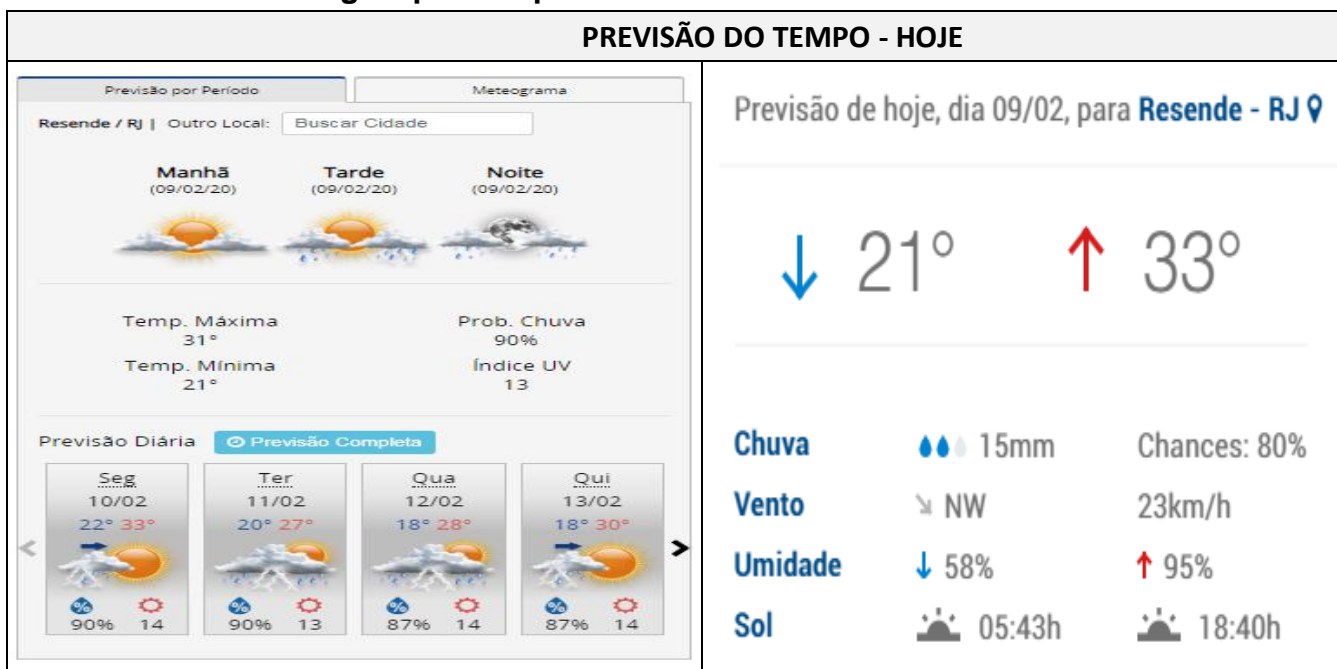 PREVISÃO DO TEMPO - HOJE
Previsão por Período
Meteograma
Resende / RJ | Outro Local: Buscar Cidade
Manhã Tarde Noite
(09/02/20) (09/02/20) (09/02/20)
Temp. Máxima Prob. Chuva
31° 90%
Temp. Mínima Índice UV
21° 13
Previsão Diária Previsão Completa
Seg Ter Qua Qui
10/02 11/02 12/02 13/02
22° 33° 20° 27° 18° 28° 18° 30°
< >
% % % %
90% 14 90% 13 87% 14 87% 14
Previsão de hoje, dia 09/02, para Resende - RJ
21° 33°
Chuva 15mm Chances: 80%
Vento NW 23km/h
Umidade 58% 95%
Sol 05:43h 18:40h